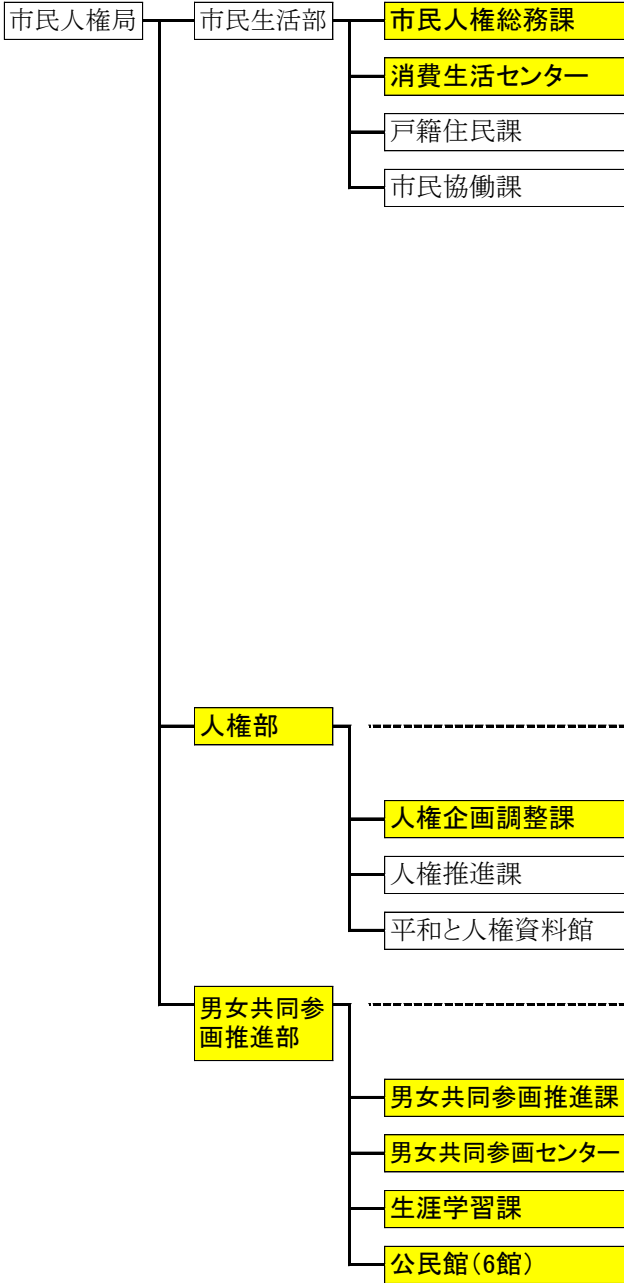 市民人権局
市民生活部
市民人権総務課
消費生活センター
戸籍住民課
市民協働課
人権部
人権企画調整課
人権推進課
平和と人権資料館
男女共同参
画推進部
男女共同参画推進課
男女共同参画センター
生涯学習課
公民館(6館)